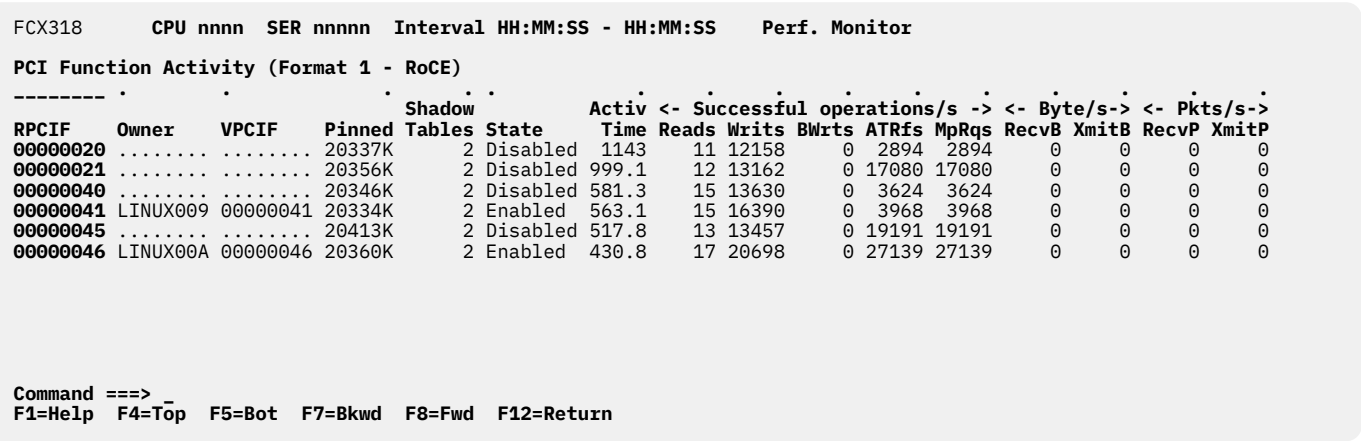 FCX318      CPU nnnn  SER nnnnn  Interval HH:MM:SS - HH:MM:SS    Perf. Monitor
PCI Function Activity (Format 1 - RoCE)
________ .        .              .      . .             .     .     .     .     .     .     .     .     .     .
                                  Shadow          Activ <- Successful operations/s -> <- Byte/s-> <- Pkts/s->
RPCIF    Owner    VPCIF    Pinned Tables State     Time Reads Writs BWrts ATRfs MpRqs RecvB XmitB RecvP XmitP
00000020 ........ ........ 20337K      2 Disabled  1143    11 12158     0  2894  2894     0     0     0     0
00000021 ........ ........ 20356K      2 Disabled 999.1    12 13162     0 17080 17080     0     0     0     0
00000040 ........ ........ 20346K      2 Disabled 581.3    15 13630     0  3624  3624     0     0     0     0
00000041 LINUX009 00000041 20334K      2 Enabled  563.1    15 16390     0  3968  3968     0     0     0     0
00000045 ........ ........ 20413K      2 Disabled 517.8    13 13457     0 19191 19191     0     0     0     0
00000046 LINUX00A 00000046 20360K      2 Enabled  430.8    17 20698     0 27139 27139     0     0     0     0
Command ===> _
F1=Help  F4=Top  F5=Bot  F7=Bkwd  F8=Fwd  F12=Return